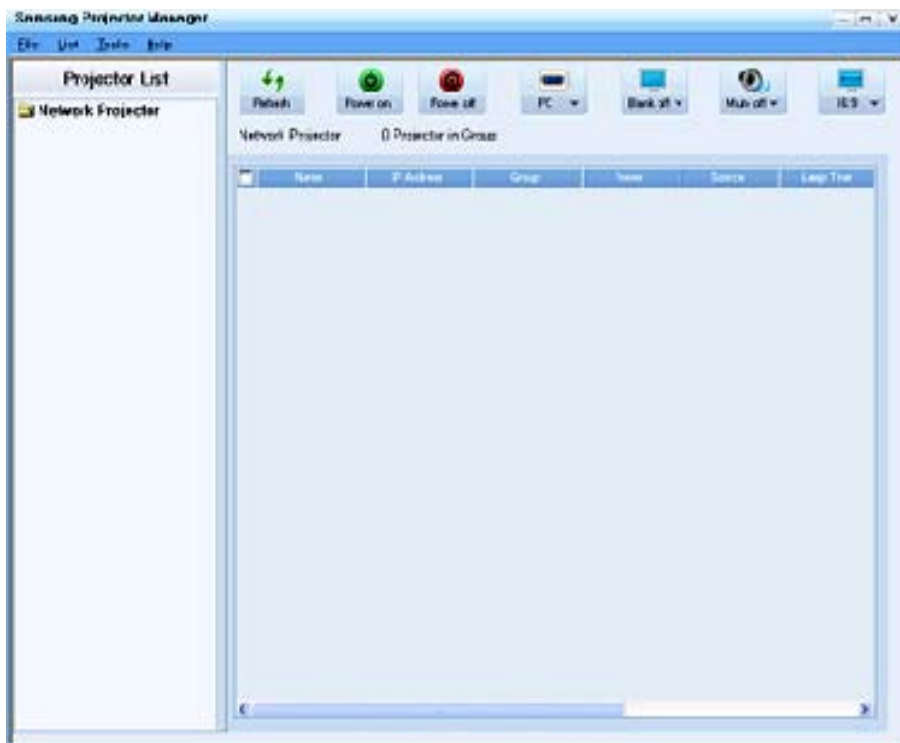 Samsung Projector Manager
File List Tools Help
Projector List
Network Projector
Refresh Power on Power off PC Blank off Mute off 16:9
Network Projector 0 Projector in Group
Name IP Address Group Power Source Lamp Time